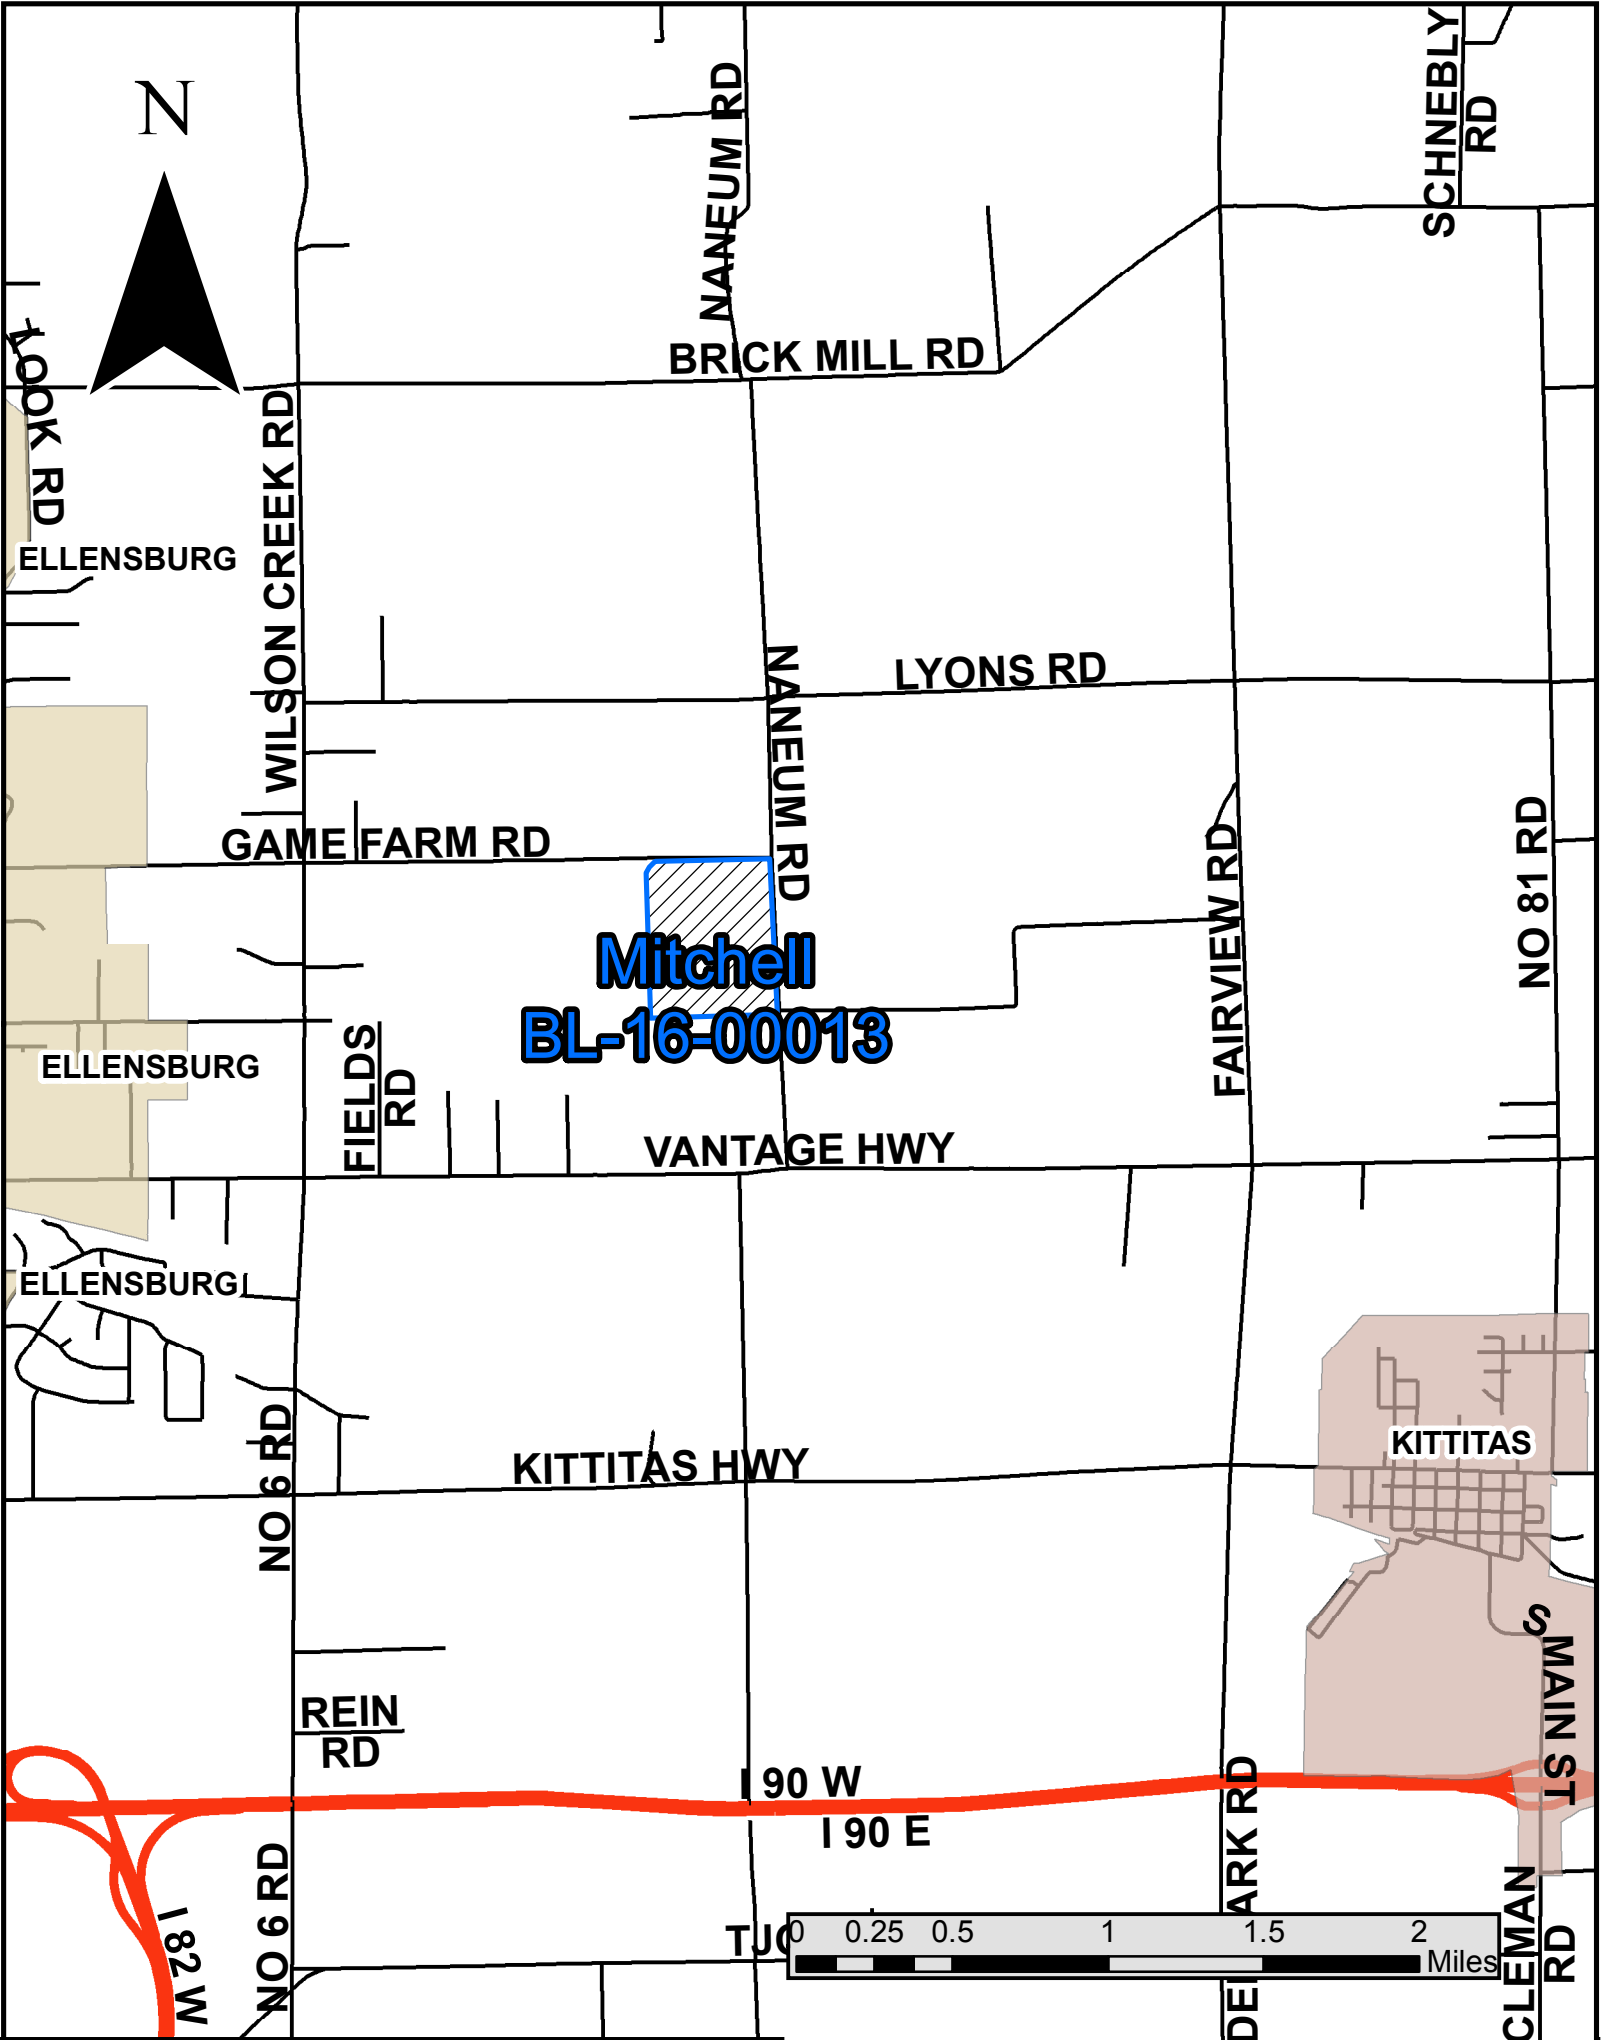 N
NANEUM RD
SCHNEBLY
RD
BRICK MILL RD
LOOK RD
WILSON CREEK RD
ELLENSBURG
LYONS RD
NANEUM RD
GAME FARM RD
NO 81 RD
FAIRVIEW RD
Mitchell
BL-16-00013
ELLENSBURG
FIELDS
RD
VANTAGE HWY
ELLENSBURG
KITTITAS
NO 6 RD
KITTITAS HWY
S MAIN ST
REIN
RD
I 90 W
I 90 E
NO 6 RD
I 82 W
ARK RD
CLEMAN
RD
0 0.25 0.5 1 1.5 2
Miles